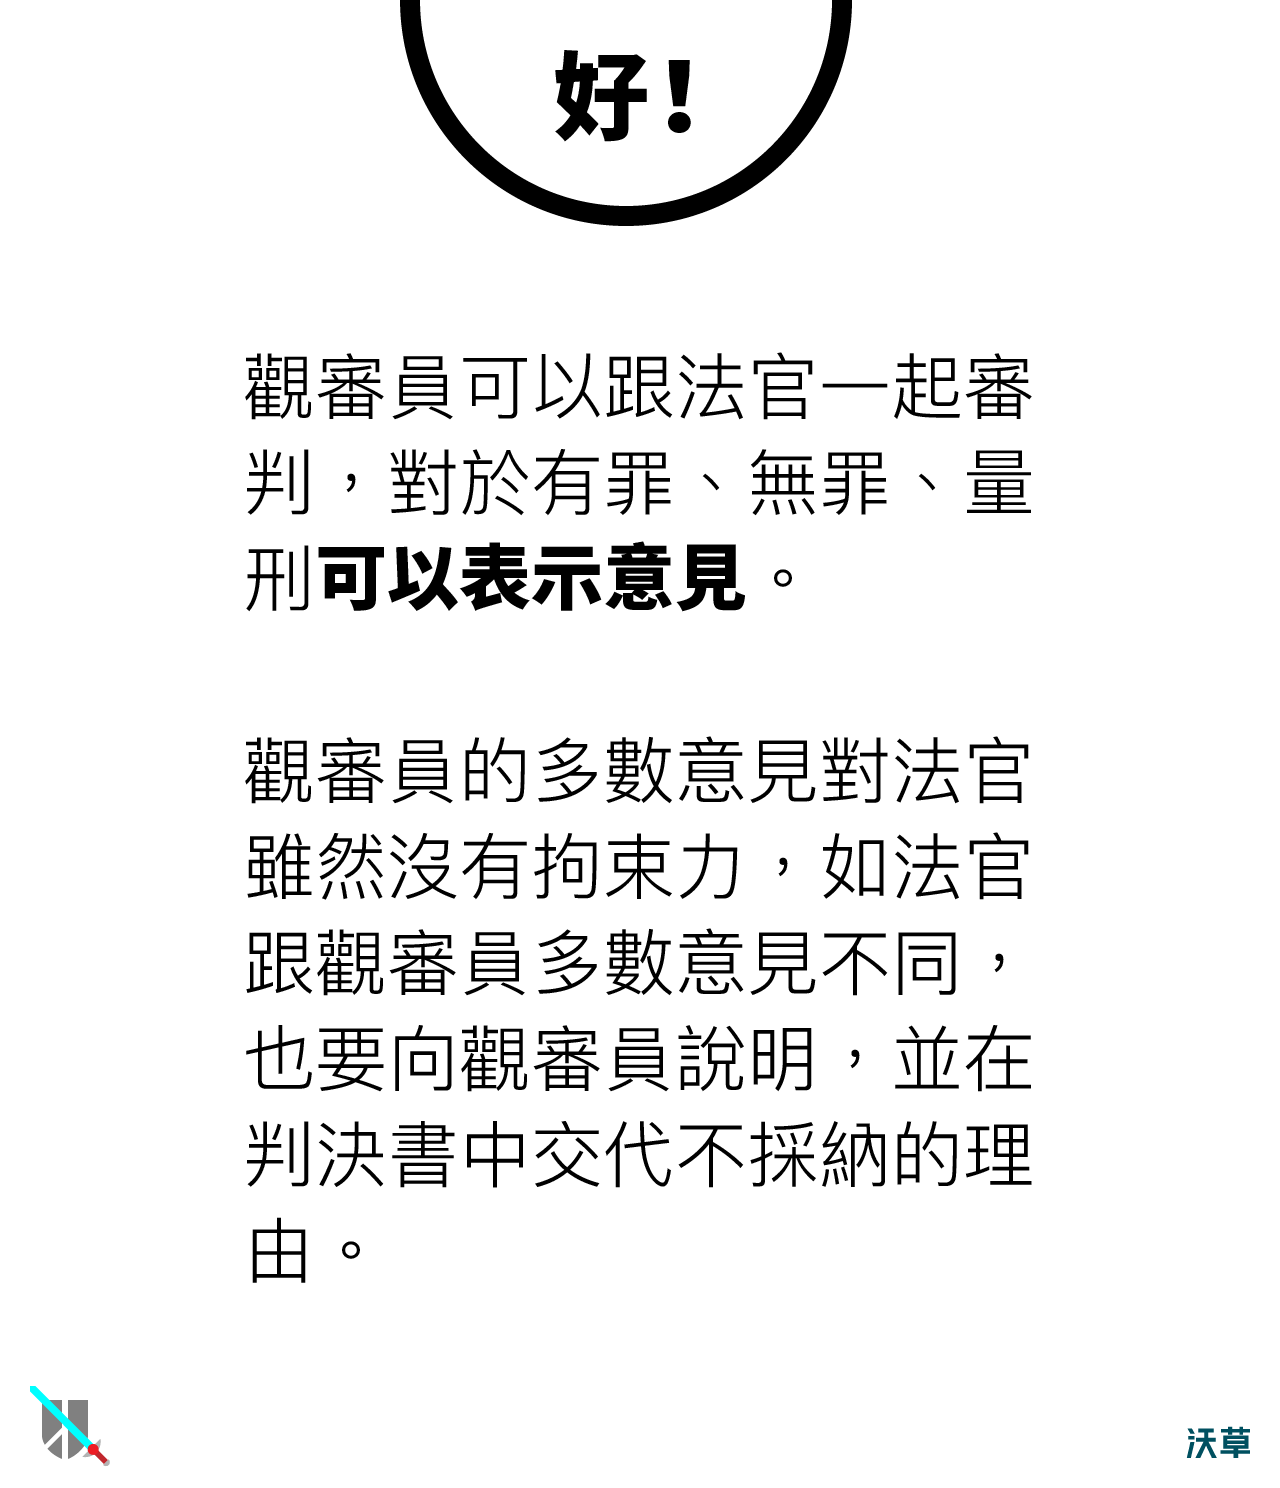 好！
觀審員可以跟法官一起審
判，對於有罪、無罪、量
刑可以表示意見。
觀審員的多數意見對法官
雖然沒有拘束力，如法官
跟觀審員多數意見不同，
也要向觀審員說明，並在
判決書中交代不採納的理
由。
沃草